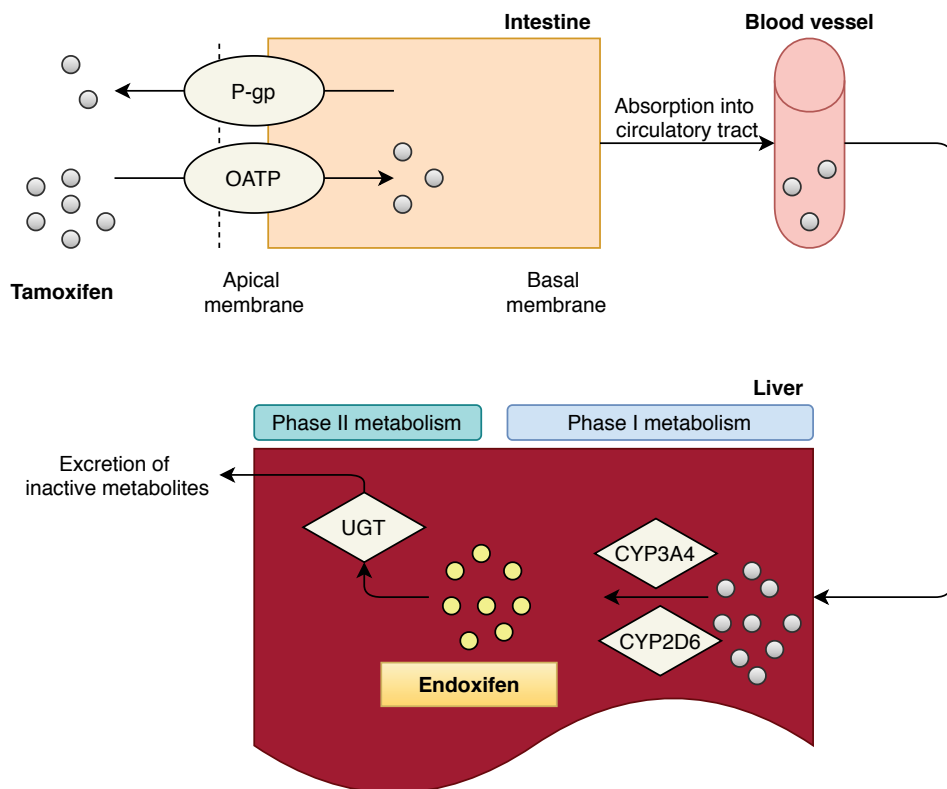 Intestine
Blood vessel
P-gp
Absorption into
circulatory tract
OATP
Tamoxifen
Apical
membrane
Basal
membrane
Liver
Phase II metabolism
Phase I metabolism
Excretion of
inactive metabolites
UGT
CYP3A4
CYP2D6
Endoxifen